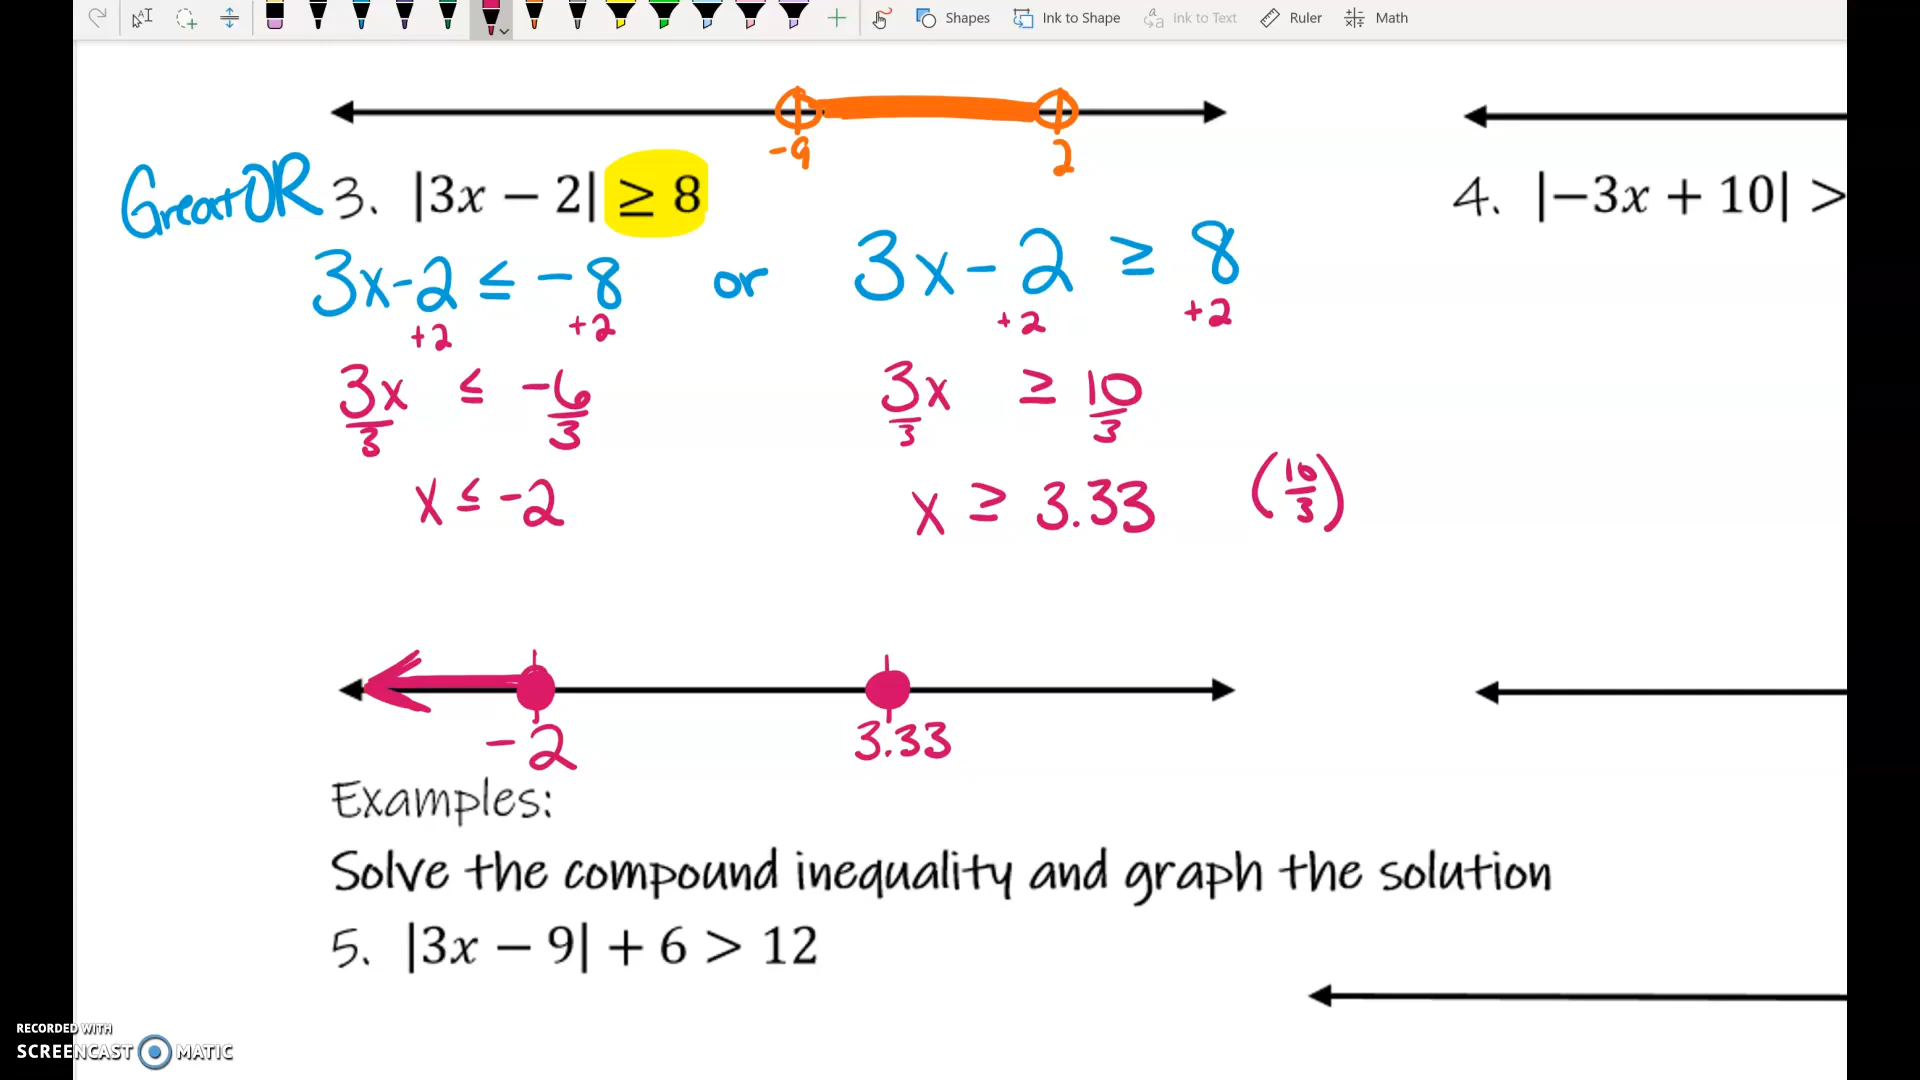 Shapes Ink to Shape Ink to Text Ruler Math
-9 2
GreatOR 3. |3x − 2| ≥ 8
4. |−3x + 10| >
3x-2 ≤ -8 or 3x-2 ≥ 8
+2 +2 +2 +2
3x/3 ≤ -6/3 3x/3 ≥ 10/3
x ≤ -2 x ≥ 3.33 (10/3)
-2 3.33
Examples:
Solve the compound inequality and graph the solution
5. |3x − 9| + 6 > 12
RECORDED WITH
SCREENCAST MATIC